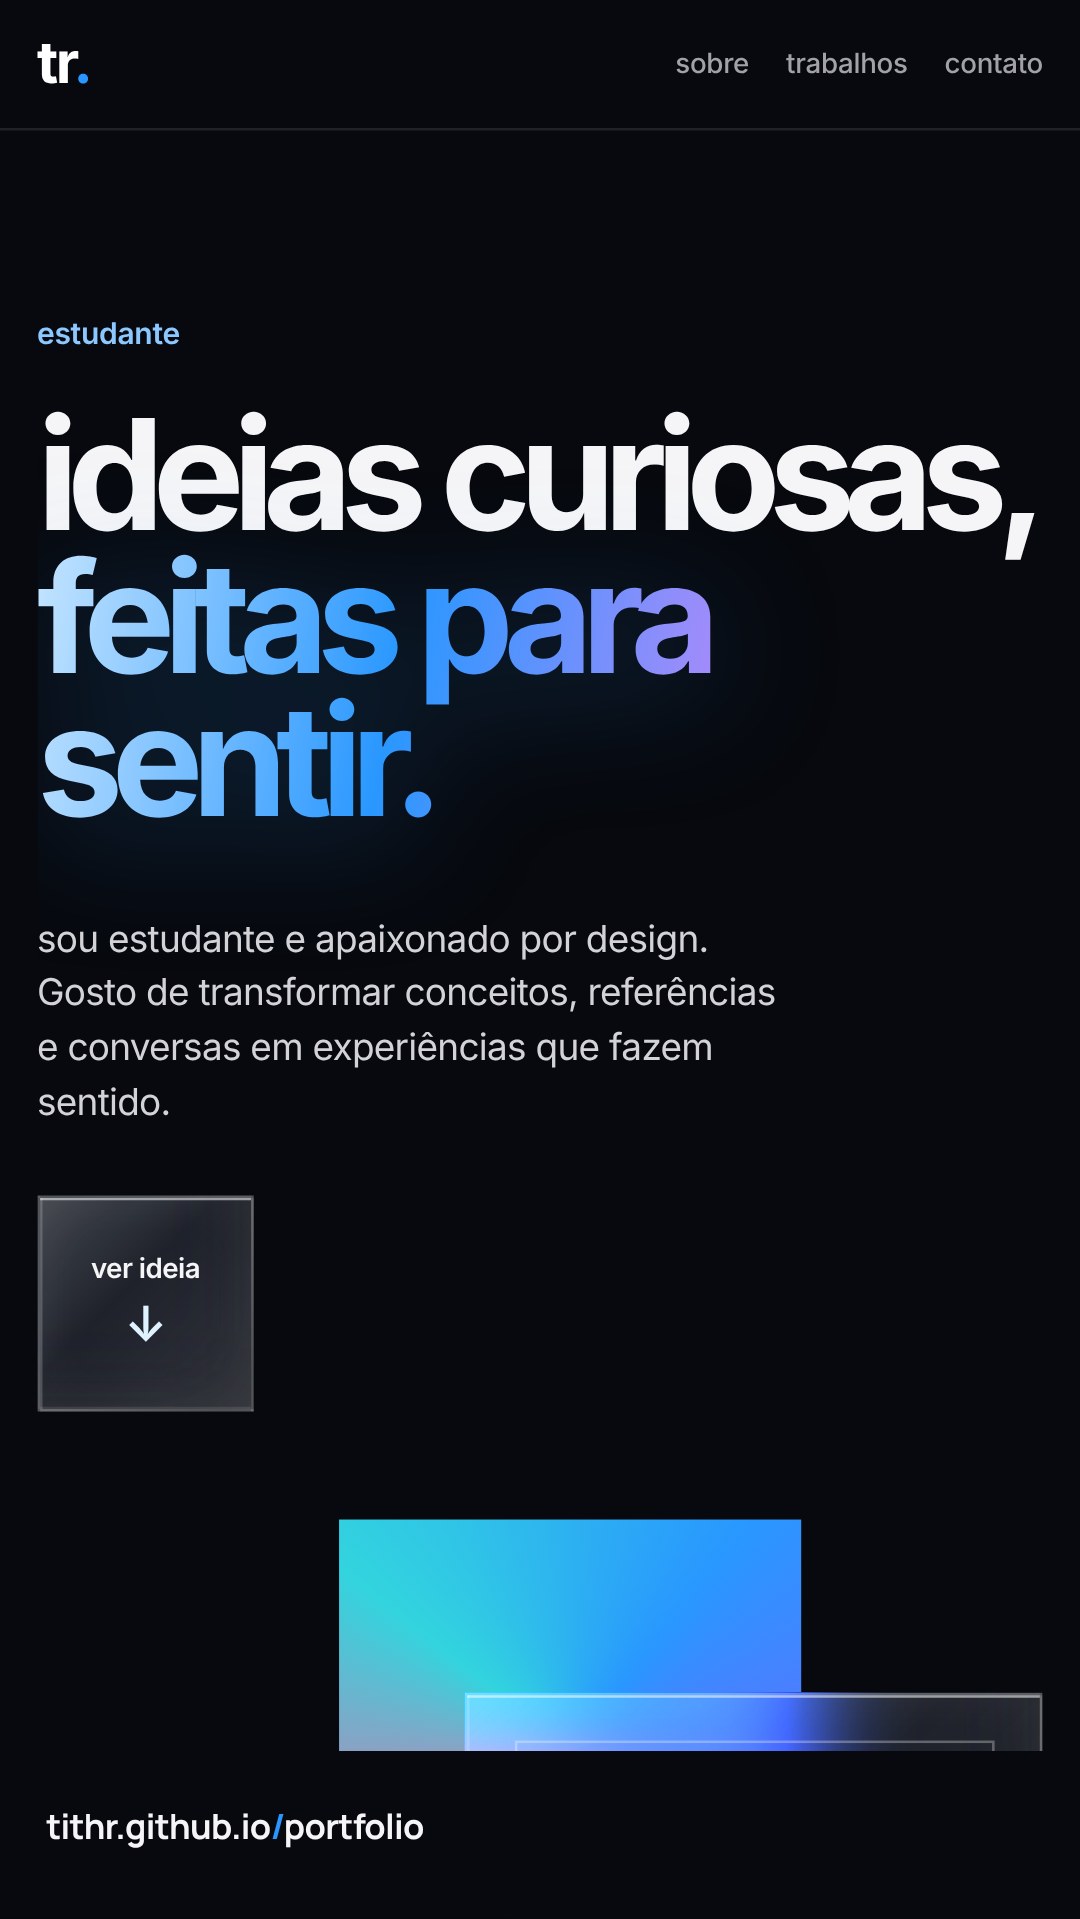 tr.
sobre trabalhos contato
estudante
ideias curiosas,
feitas para
sentir.
sou estudante e apaixonado por design.
Gosto de transformar conceitos, referências
e conversas em experiências que fazem
sentido.
ver ideia
↓
tithr.github.io/portfolio